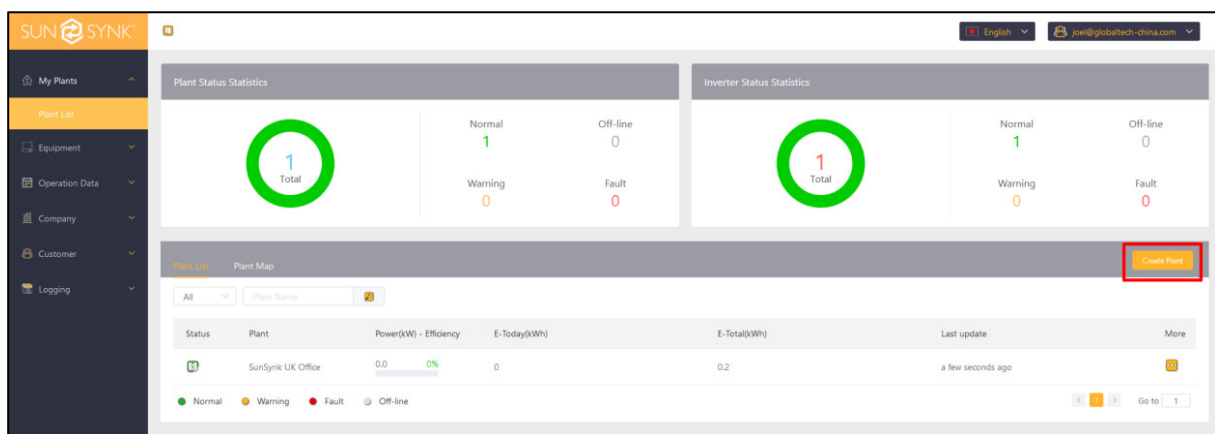 SUN SYNK
English
joel@globaltech-china.com
My Plants
Plant List
Equipment
Operation Data
Company
Customer
Logging
Plant Status Statistics
1
Total
Normal
1
Off-line
0
Warning
0
Fault
0
Inverter Status Statistics
1
Total
Normal
1
Off-line
0
Warning
0
Fault
0
Plant List Plant Map
Create Plant
All Plant Name
Status Plant Power(kW) - Efficiency E-Today(kWh) E-Total(kWh) Last update More
SunSynk UK Office 0.0 0% 0 0.2 a few seconds ago
Normal Warning Fault Off-line
< 1 > Go to 1